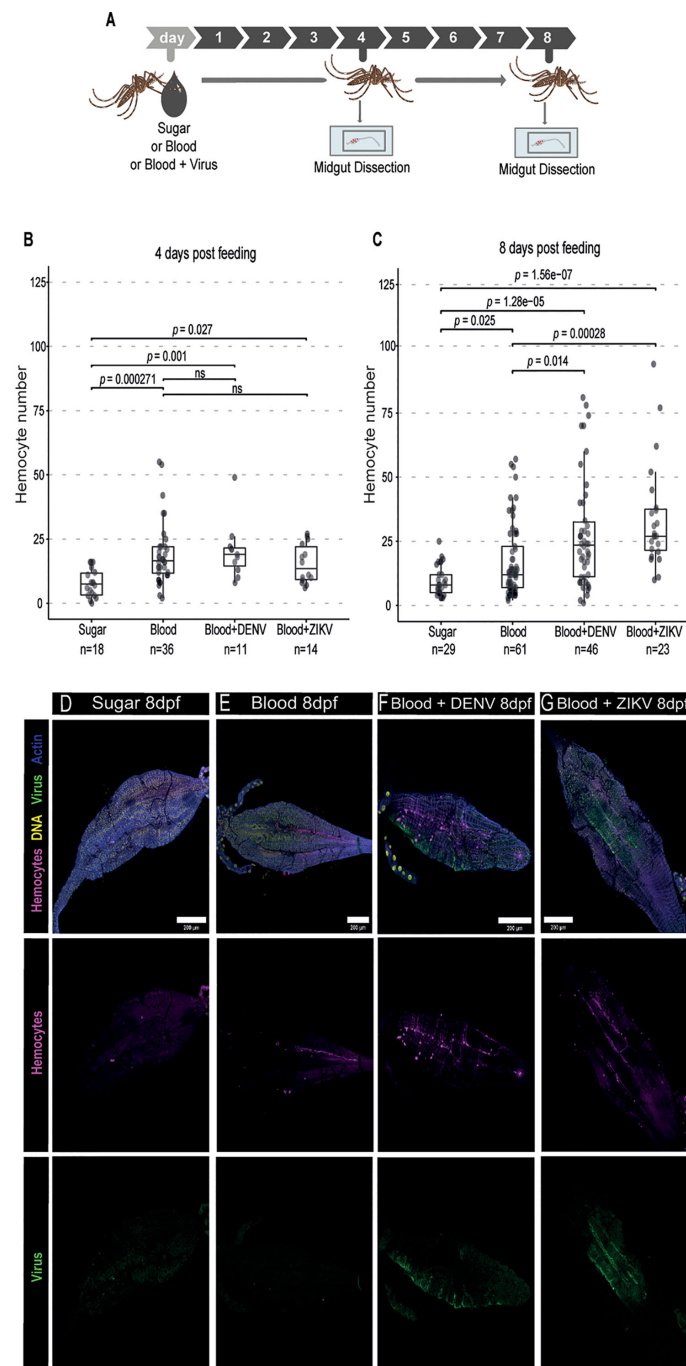 A
day 1 2 3 4 5 6 7 8
Sugar
or Blood
or Blood + Virus
Midgut Dissection
Midgut Dissection
B
4 days post feeding
Hemocyte number
125
100
75
50
25
0
p = 0.027
p = 0.001
p = 0.000271
ns
ns
Sugar Blood Blood+DENV Blood+ZIKV
n=18 n=36 n=11 n=14
C
8 days post feeding
Hemocyte number
125
100
75
50
25
0
p = 1.56e-07
p = 1.28e-05
p = 0.025
p = 0.00028
p = 0.014
Sugar Blood Blood+DENV Blood+ZIKV
n=29 n=61 n=46 n=23
D Sugar 8dpf
E Blood 8dpf
F Blood + DENV 8dpf
G Blood + ZIKV 8dpf
Hemocytes DNA Virus Actin
200 µm
200 µm
200 µm
200 µm
Hemocytes
Virus